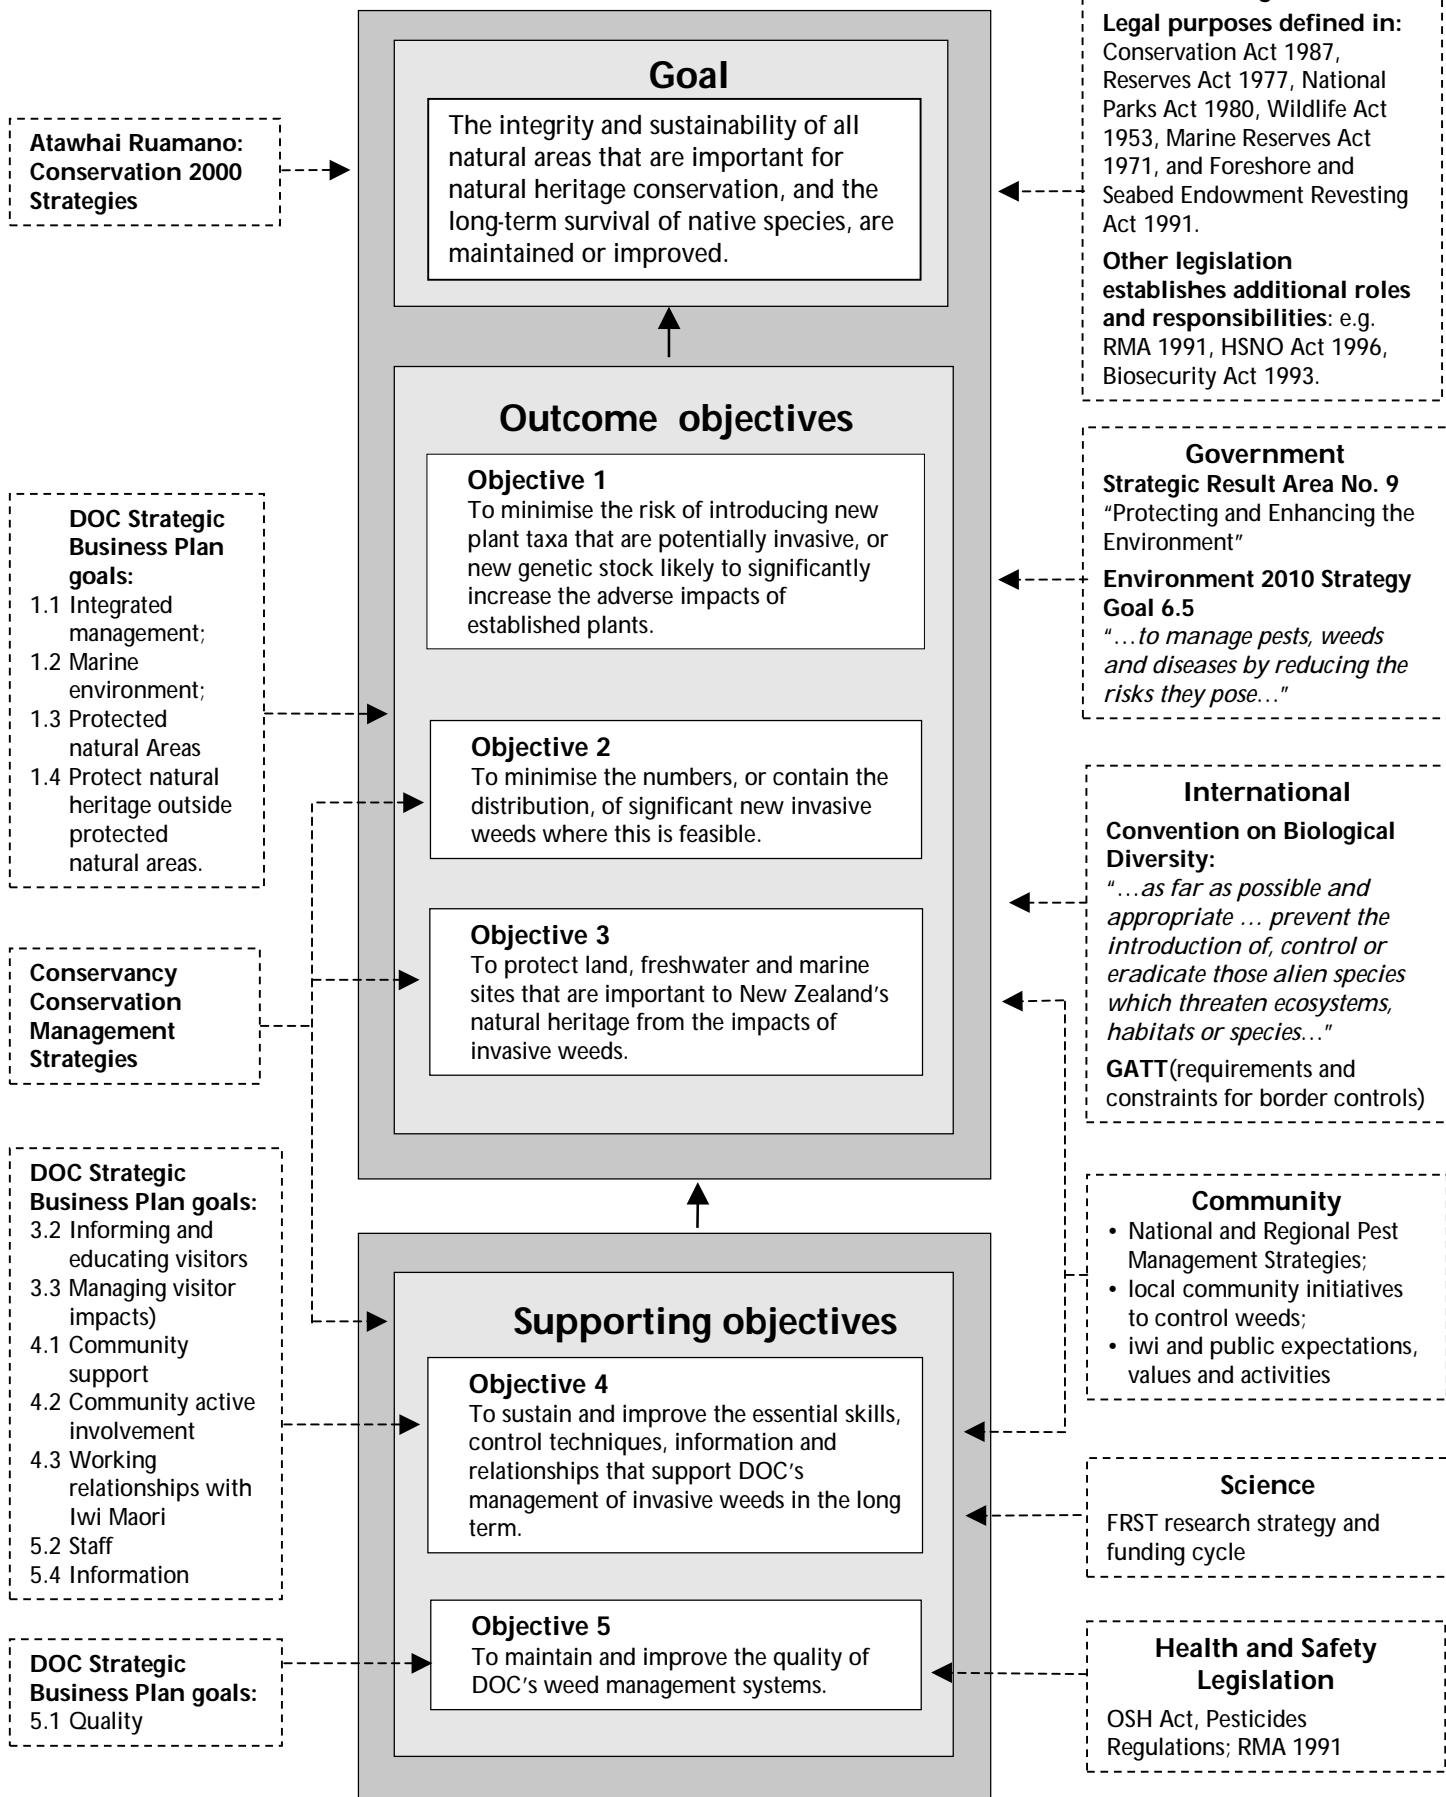 Goal
The integrity and sustainability of all
natural areas that are important for
natural heritage conservation, and the
long-term survival of native species, are
maintained or improved.
Outcome objectives
Objective 1
To minimise the risk of introducing new
plant taxa that are potentially invasive, or
new genetic stock likely to significantly
increase the adverse impacts of
established plants.
Objective 2
To minimise the numbers, or contain the
distribution, of significant new invasive
weeds where this is feasible.
Objective 3
To protect land, freshwater and marine
sites that are important to New Zealand's
natural heritage from the impacts of
invasive weeds.
Supporting objectives
Objective 4
To sustain and improve the essential skills,
control techniques, information and
relationships that support DOC's
management of invasive weeds in the long
term.
Objective 5
To maintain and improve the quality of
DOC's weed management systems.
Atawhai Ruamano:
Conservation 2000
Strategies
DOC Strategic
Business Plan
goals:
1.1 Integrated
management;
1.2 Marine
environment;
1.3 Protected
natural Areas
1.4 Protect natural
heritage outside
protected
natural areas.
Conservancy
Conservation
Management
Strategies
DOC Strategic
Business Plan goals:
3.2 Informing and
educating visitors
3.3 Managing visitor
impacts)
4.1 Community
support
4.2 Community active
involvement
4.3 Working
relationships with
Iwi Maori
5.2 Staff
5.4 Information
DOC Strategic
Business Plan goals:
5.1 Quality
Legal purposes defined in:
Conservation Act 1987,
Reserves Act 1977, National
Parks Act 1980, Wildlife Act
1953, Marine Reserves Act
1971, and Foreshore and
Seabed Endowment Revesting
Act 1991.
Other legislation
establishes additional roles
and responsibilities: e.g.
RMA 1991, HSNO Act 1996,
Biosecurity Act 1993.
Government
Strategic Result Area No. 9
"Protecting and Enhancing the
Environment"
Environment 2010 Strategy
Goal 6.5
"…to manage pests, weeds
and diseases by reducing the
risks they pose…"
International
Convention on Biological
Diversity:
"…as far as possible and
appropriate … prevent the
introduction of, control or
eradicate those alien species
which threaten ecosystems,
habitats or species…"
GATT(requirements and
constraints for border controls)
Community
• National and Regional Pest
Management Strategies;
• local community initiatives
to control weeds;
• iwi and public expectations,
values and activities
Science
FRST research strategy and
funding cycle
Health and Safety
Legislation
OSH Act, Pesticides
Regulations; RMA 1991